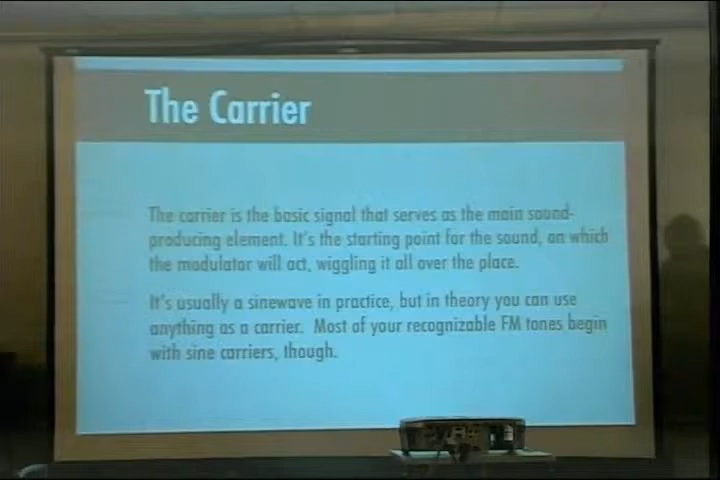 The Carrier
The carrier is the basic signal that serves as the main sound-
producing element. It's the starting point for the sound, on which
the modulator will act, wiggling it all over the place.
It's usually a sinewave in practice, but in theory you can use
anything as a carrier. Most of your recognizable FM tones begin
with sine carriers, though.